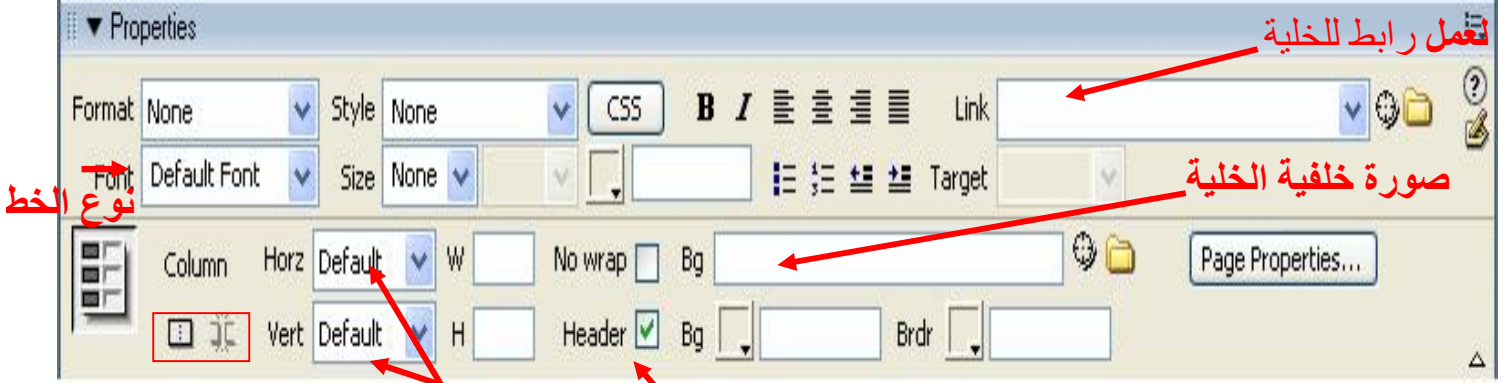 Properties
لعمل رابط للخلية
Format None Style None CSS B I Link
Font Default Font Size None Target
نوع الخط
صورة خلفية الخلية
Column Horz Default W No wrap Bg Page Properties...
Vert Default H Header Bg Brdr